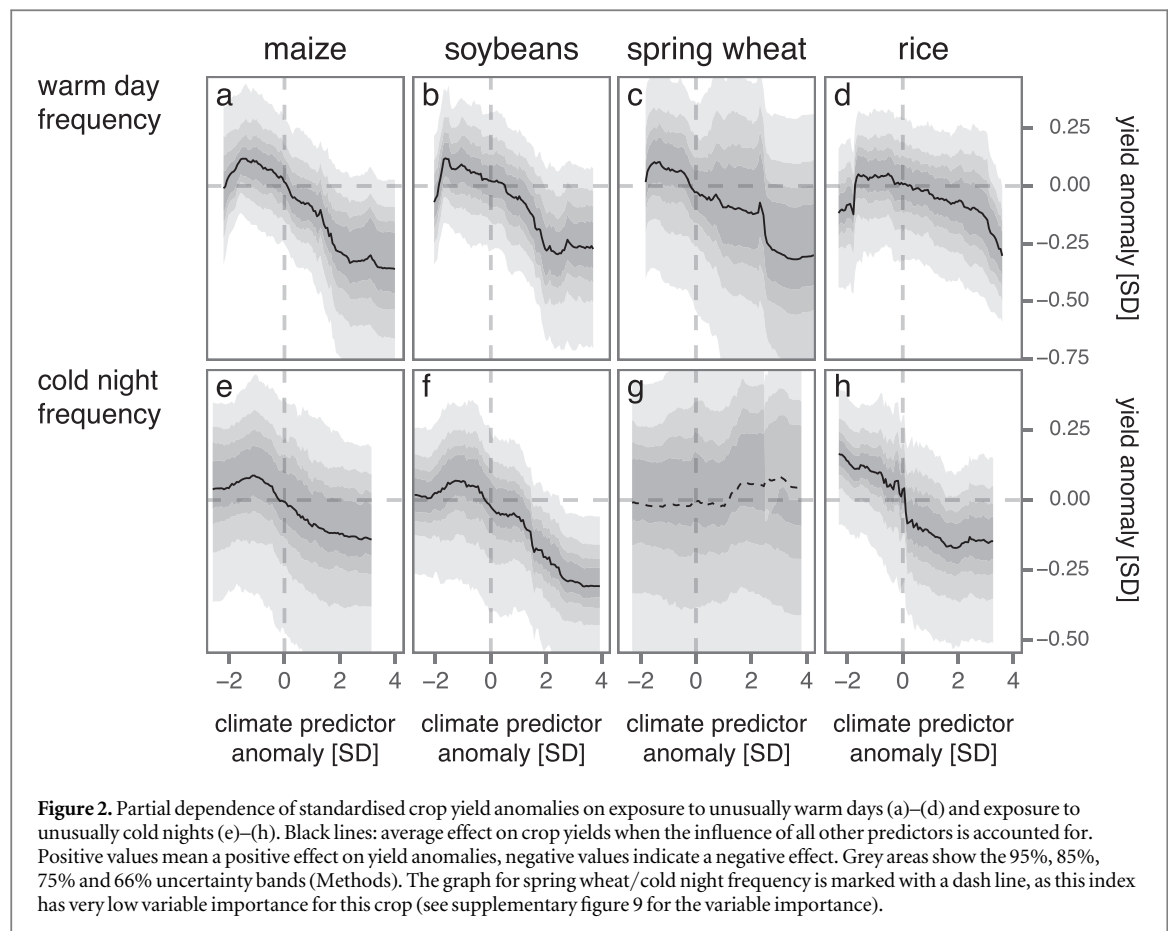 maize soybeans spring wheat rice
warm day
frequency
a b c d
0.25
0.00
−0.25
−0.50
−0.75
yield anomaly [SD]
cold night
frequency
e f g h
0.25
0.00
−0.25
−0.50
yield anomaly [SD]
−2 0 2 4 −2 0 2 4 −2 0 2 4 −2 0 2 4
climate predictor climate predictor climate predictor climate predictor
anomaly [SD] anomaly [SD] anomaly [SD] anomaly [SD]
Figure 2. Partial dependence of standardised crop yield anomalies on exposure to unusually warm days (a)–(d) and exposure to
unusually cold nights (e)–(h). Black lines: average effect on crop yields when the influence of all other predictors is accounted for.
Positive values mean a positive effect on yield anomalies, negative values indicate a negative effect. Grey areas show the 95%, 85%,
75% and 66% uncertainty bands (Methods). The graph for spring wheat/cold night frequency is marked with a dash line, as this index
has very low variable importance for this crop (see supplementary figure 9 for the variable importance).